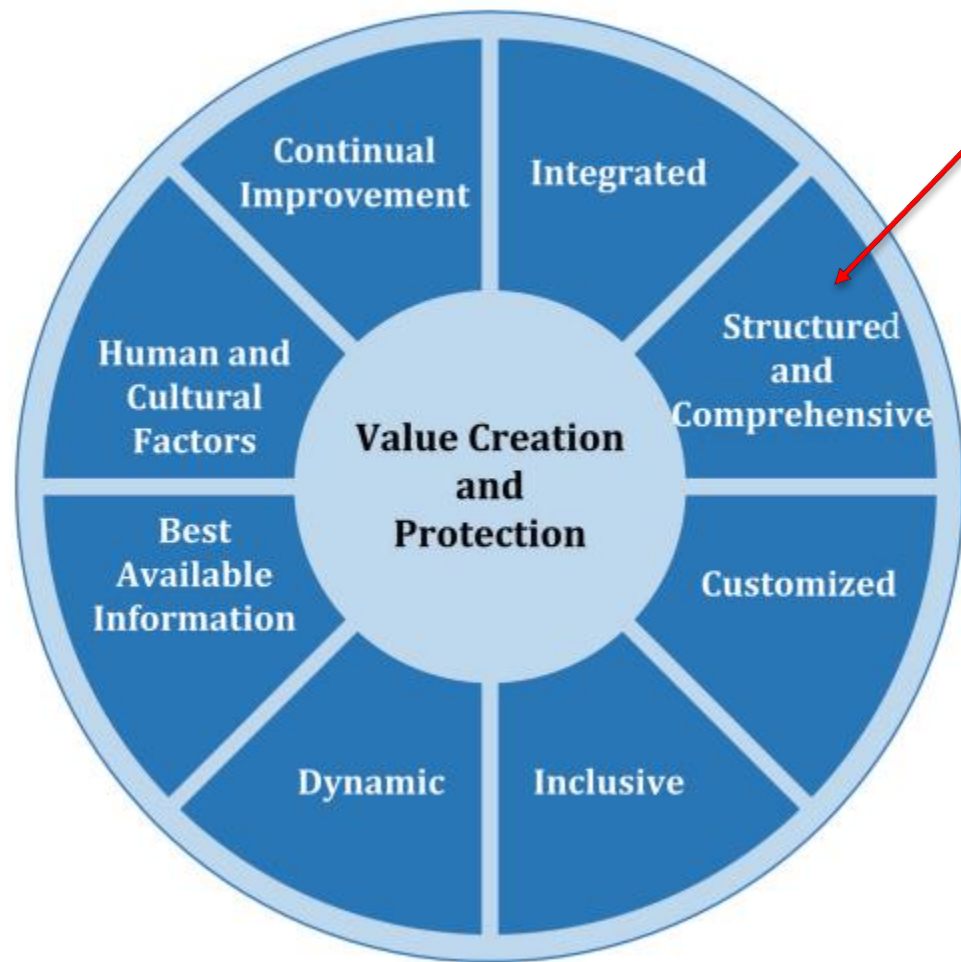 Continual
Improvement
Integrated
Structured
and
Comprehensive
Customized
Inclusive
Dynamic
Best
Available
Information
Human and
Cultural
Factors
Value Creation
and
Protection